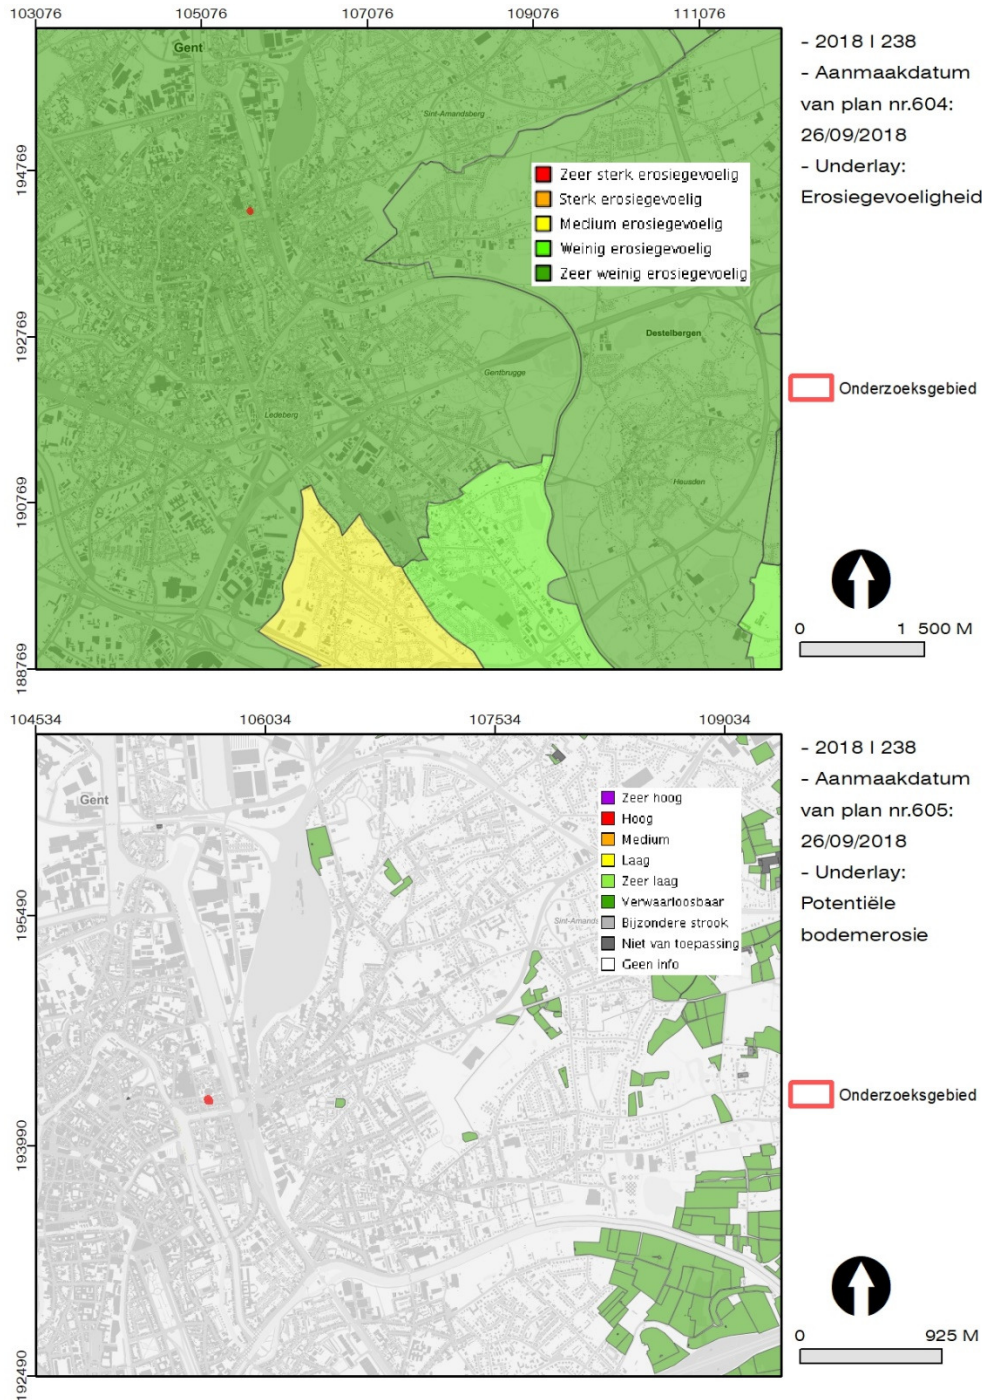 103076 105076 107076 109076 111076
194769
192769
190769
188769
Gent
Sint-Amandsberg
Destelbergen
Gentbrugge
Ledeberg
Heusden
Zeer sterk erosiegevoelig
Sterk erosiegevoelig
Medium erosiegevoelig
Weinig erosiegevoelig
Zeer weinig erosiegevoelig
- 2018 I 238
- Aanmaakdatum
van plan nr.604:
26/09/2018
- Underlay:
Erosiegevoeligheid
Onderzoeksgebied
0 1 500 M
104534 106034 107534 109034
195490
193990
192490
Gent
Sint-Amands
Zeer hoog
Hoog
Medium
Laag
Zeer laag
Verwaarloosbaar
Bijzondere strook
Niet van toepassing
Geen info
- 2018 I 238
- Aanmaakdatum
van plan nr.605:
26/09/2018
- Underlay:
Potentiële
bodemerosie
Onderzoeksgebied
0 925 M